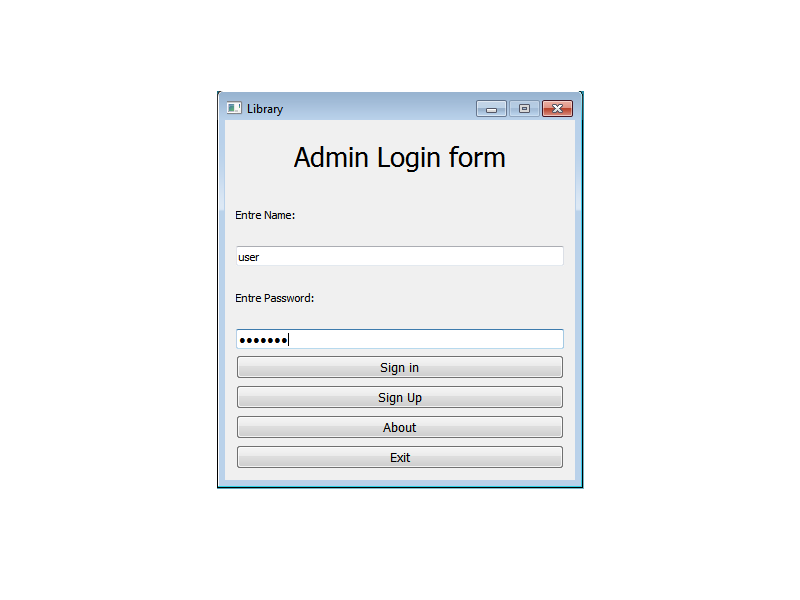 Library
Admin Login form
Entre Name:
user
Entre Password:
●●●●●●●
Sign in
Sign Up
About
Exit